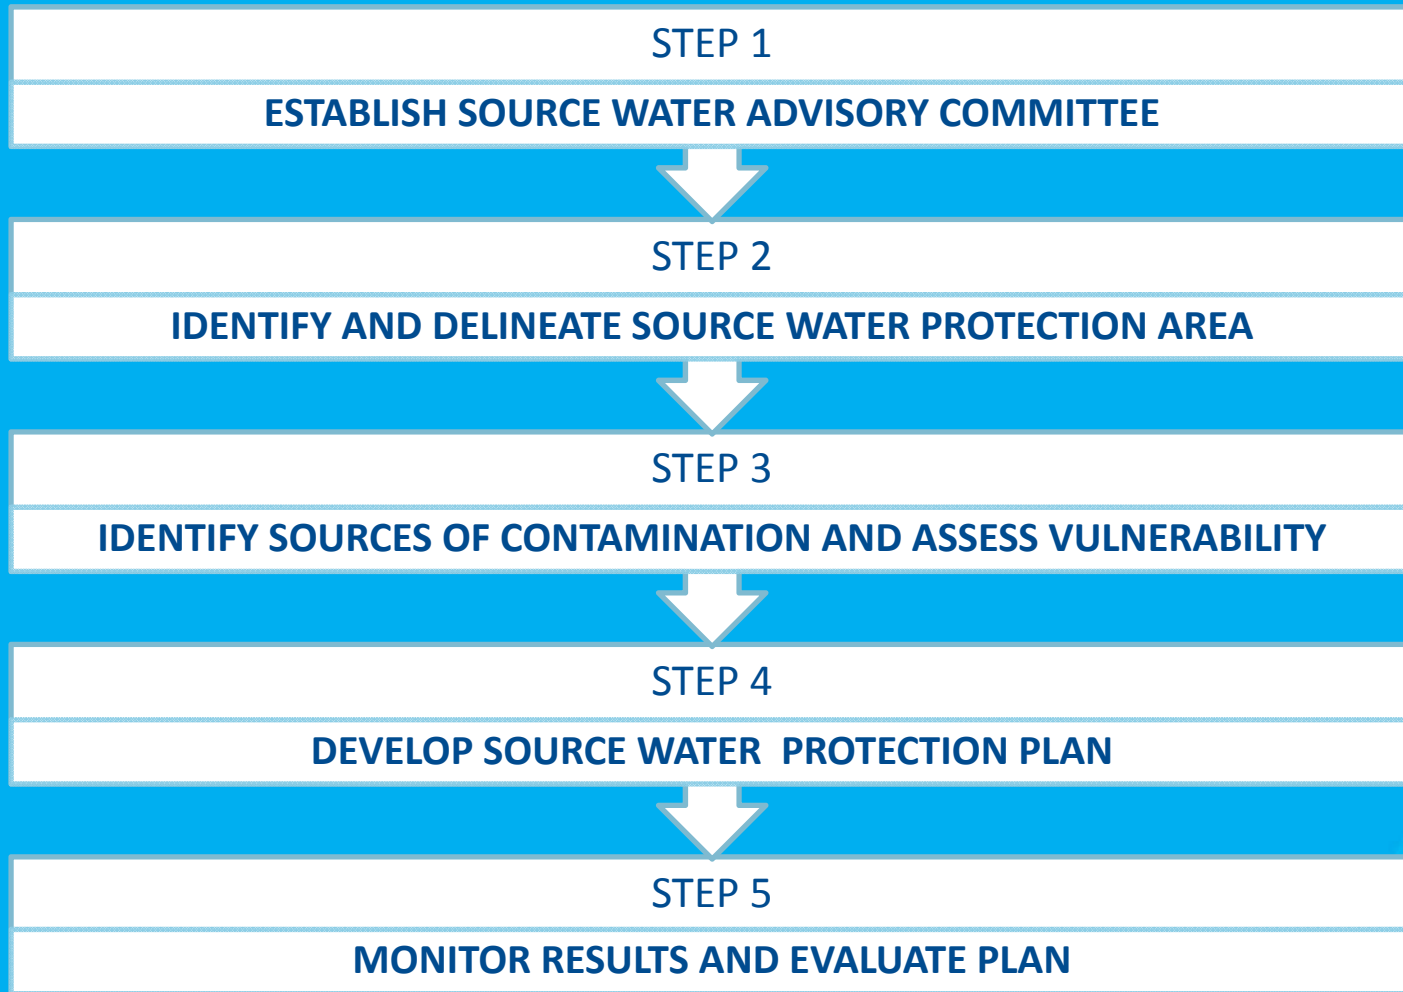 STEP 1
ESTABLISH SOURCE WATER ADVISORY COMMITTEE
STEP 2
IDENTIFY AND DELINEATE SOURCE WATER PROTECTION AREA
STEP 3
IDENTIFY SOURCES OF CONTAMINATION AND ASSESS VULNERABILITY
STEP 4
DEVELOP SOURCE WATER  PROTECTION PLAN
STEP 5
MONITOR RESULTS AND EVALUATE PLAN